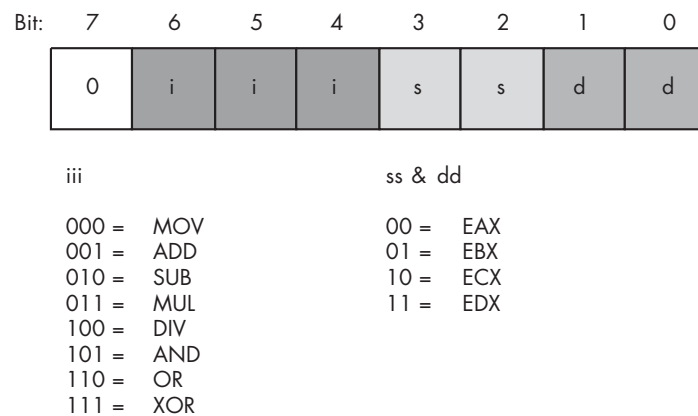 Bit: 7 6 5 4 3 2 1 0
0 i i i s s d d
iii ss & dd
000 = MOV 00 = EAX
001 = ADD 01 = EBX
010 = SUB 10 = ECX
011 = MUL 11 = EDX
100 = DIV
101 = AND
110 = OR
111 = XOR